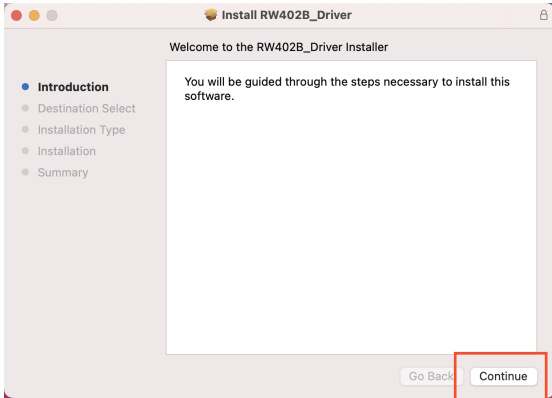 Install RW402B_Driver
Welcome to the RW402B_Driver Installer
Introduction
Destination Select
Installation Type
Installation
Summary
You will be guided through the steps necessary to install this
software.
Go Back
Continue